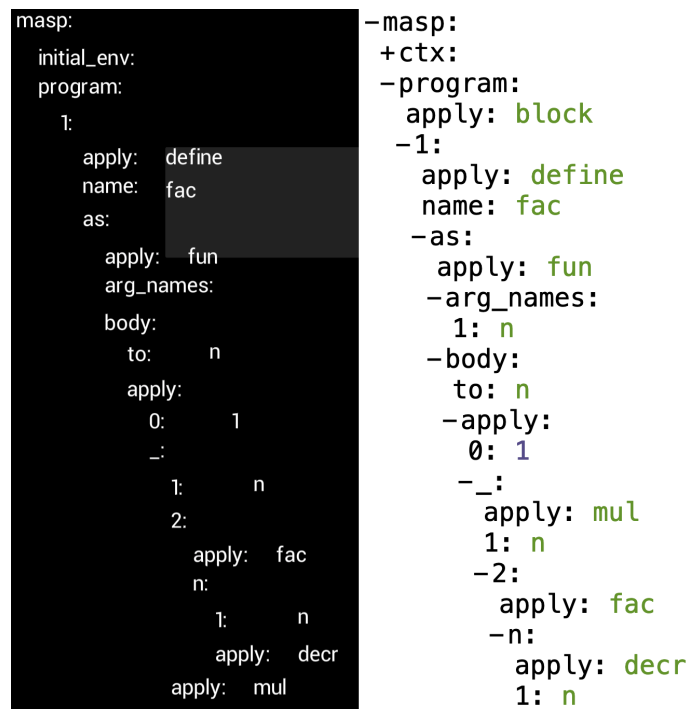 masp:
initial_env:
program:
1:
apply: define
name: fac
as:
apply: fun
arg_names:
body:
to: n
apply:
0: 1
_:
1: n
2:
apply: fac
n:
1: n
apply: decr
apply: mul
-masp:
+ctx:
-program:
apply: block
-1:
apply: define
name: fac
-as:
apply: fun
-arg_names:
1: n
-body:
to: n
-apply:
0: 1
-_:
apply: mul
1: n
-2:
apply: fac
-n:
apply: decr
1: n